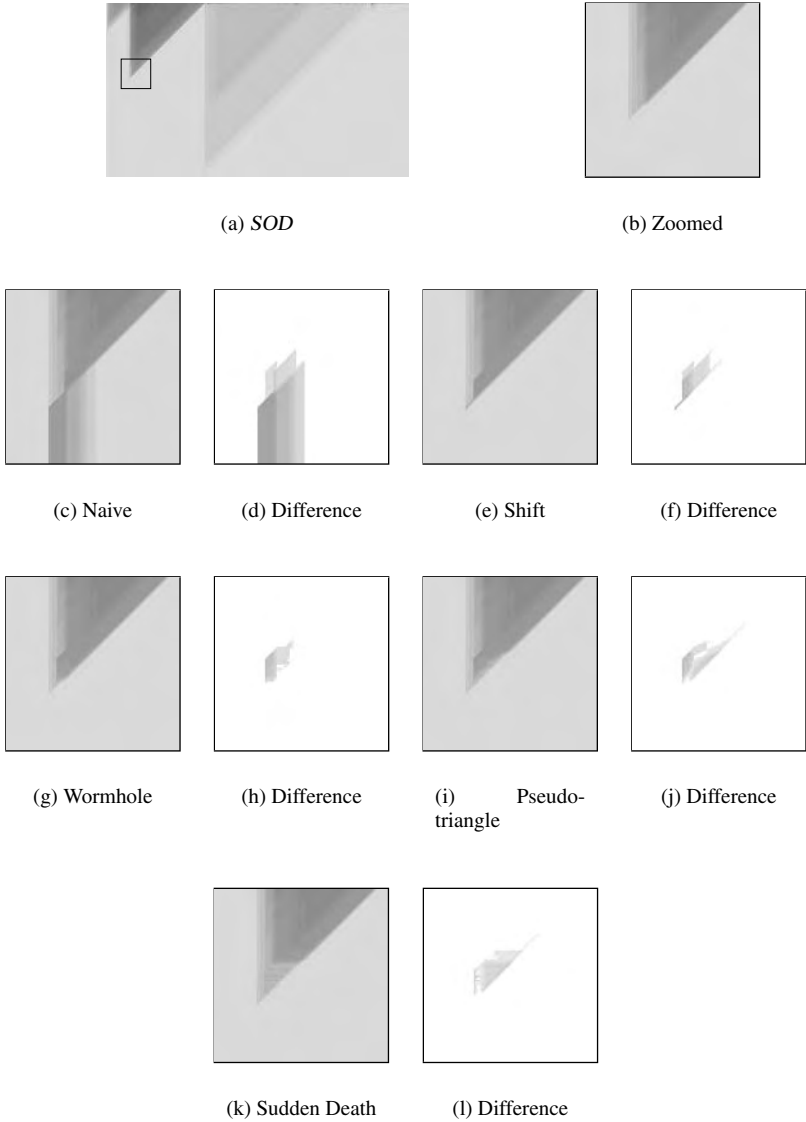 (a) SOD
(b) Zoomed
(c) Naive
(d) Difference
(e) Shift
(f) Difference
(g) Wormhole
(h) Difference
(i) Pseudo-
triangle
(j) Difference
(k) Sudden Death
(l) Difference